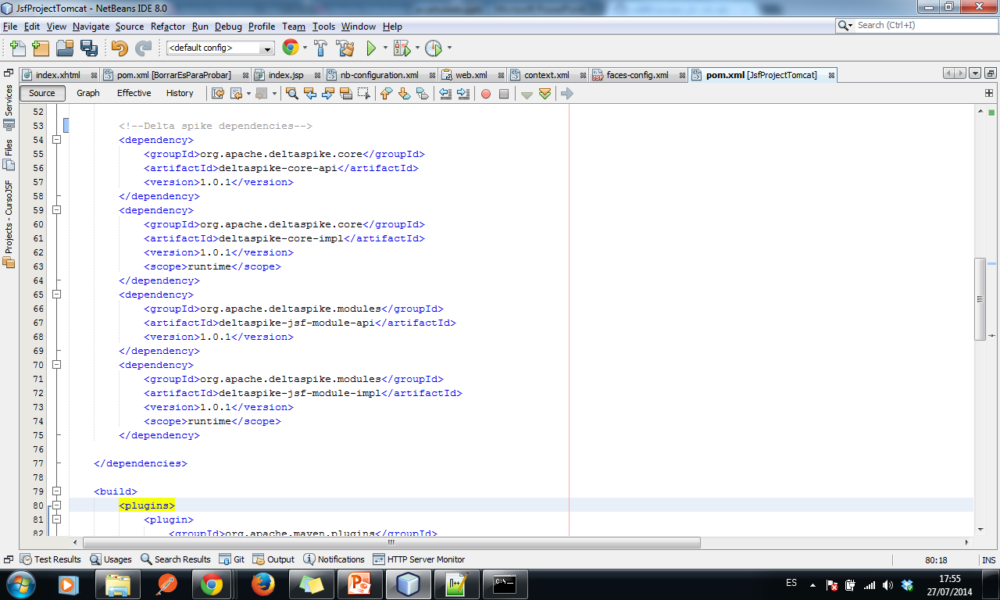 JsfProjectTomcat - NetBeans IDE 8.0
File Edit View Navigate Source Refactor Run Debug Profile Team Tools Window Help
Search (Ctrl+I)
<default config>
index.xhtml pom.xml [BorrarEsParaProbar] index.jsp nb-configuration.xml web.xml context.xml faces-config.xml pom.xml [JsfProjectTomcat]
Source Graph Effective History
Services
Files
Projects - CursoJSF
52
53 <!--Delta spike dependencies-->
54 <dependency>
55 <groupId>org.apache.deltaspike.core</groupId>
56 <artifactId>deltaspike-core-api</artifactId>
57 <version>1.0.1</version>
58 </dependency>
59 <dependency>
60 <groupId>org.apache.deltaspike.core</groupId>
61 <artifactId>deltaspike-core-impl</artifactId>
62 <version>1.0.1</version>
63 <scope>runtime</scope>
64 </dependency>
65 <dependency>
66 <groupId>org.apache.deltaspike.modules</groupId>
67 <artifactId>deltaspike-jsf-module-api</artifactId>
68 <version>1.0.1</version>
69 </dependency>
70 <dependency>
71 <groupId>org.apache.deltaspike.modules</groupId>
72 <artifactId>deltaspike-jsf-module-impl</artifactId>
73 <version>1.0.1</version>
74 <scope>runtime</scope>
75 </dependency>
76
77 </dependencies>
78
79 <build>
80 <plugins>
81 <plugin>
82 <groupId>org.apache.maven.plugins</groupId>
Test Results Usages Search Results Git Output Notifications HTTP Server Monitor
80:18 INS
ES
17:55
27/07/2014